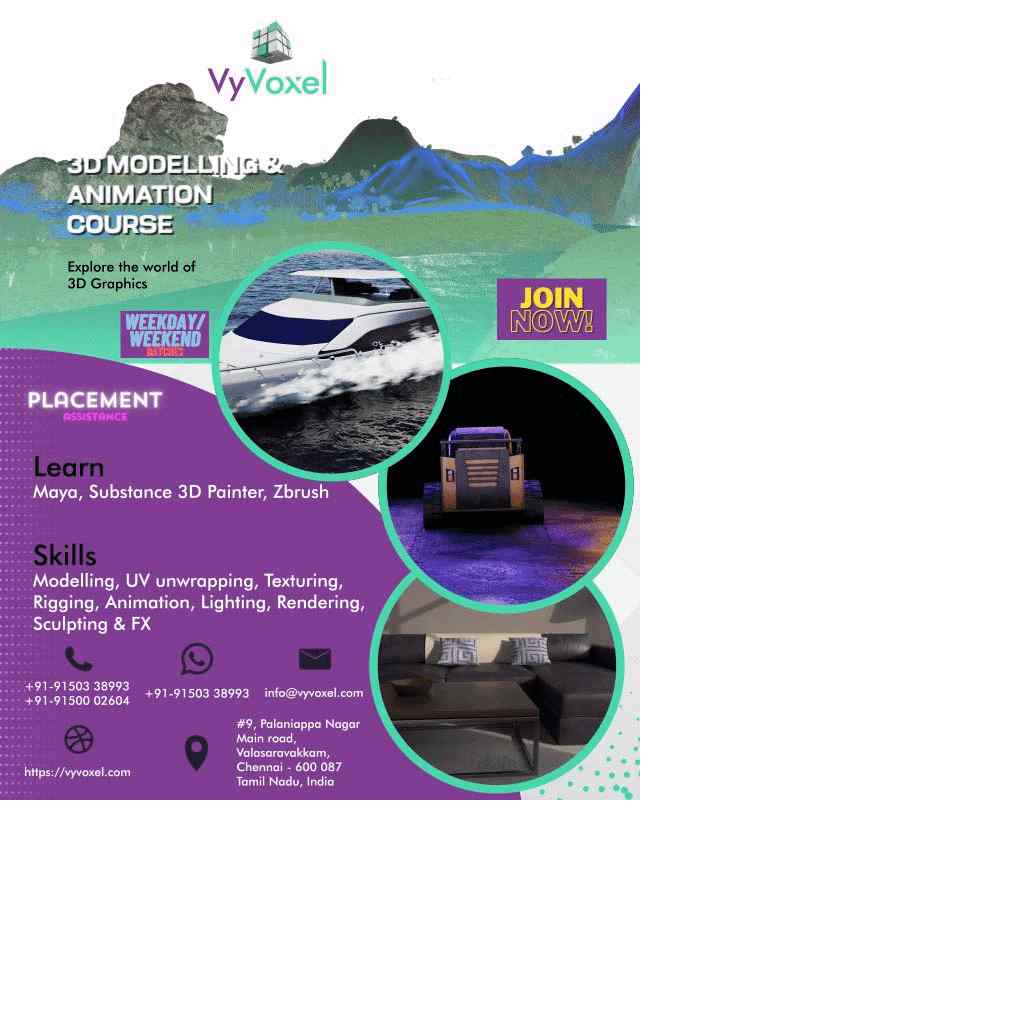 VyVoxel
3D MODELLING &
ANIMATION
COURSE
Explore the world of
3D Graphics
WEEKDAY/
WEEKEND
BATCHES
JOIN
NOW!
PLACEMENT
ASSISTANCE
Learn
Maya, Substance 3D Painter, Zbrush
Skills
Modelling, UV unwrapping, Texturing,
Rigging, Animation, Lighting, Rendering,
Sculpting & FX
+91-91503 38993
+91-91500 02604
+91-91503 38993
info@vyvoxel.com
https://vyvoxel.com
#9, Palaniappa Nagar
Main road,
Valasaravakkam,
Chennai - 600 087
Tamil Nadu, India